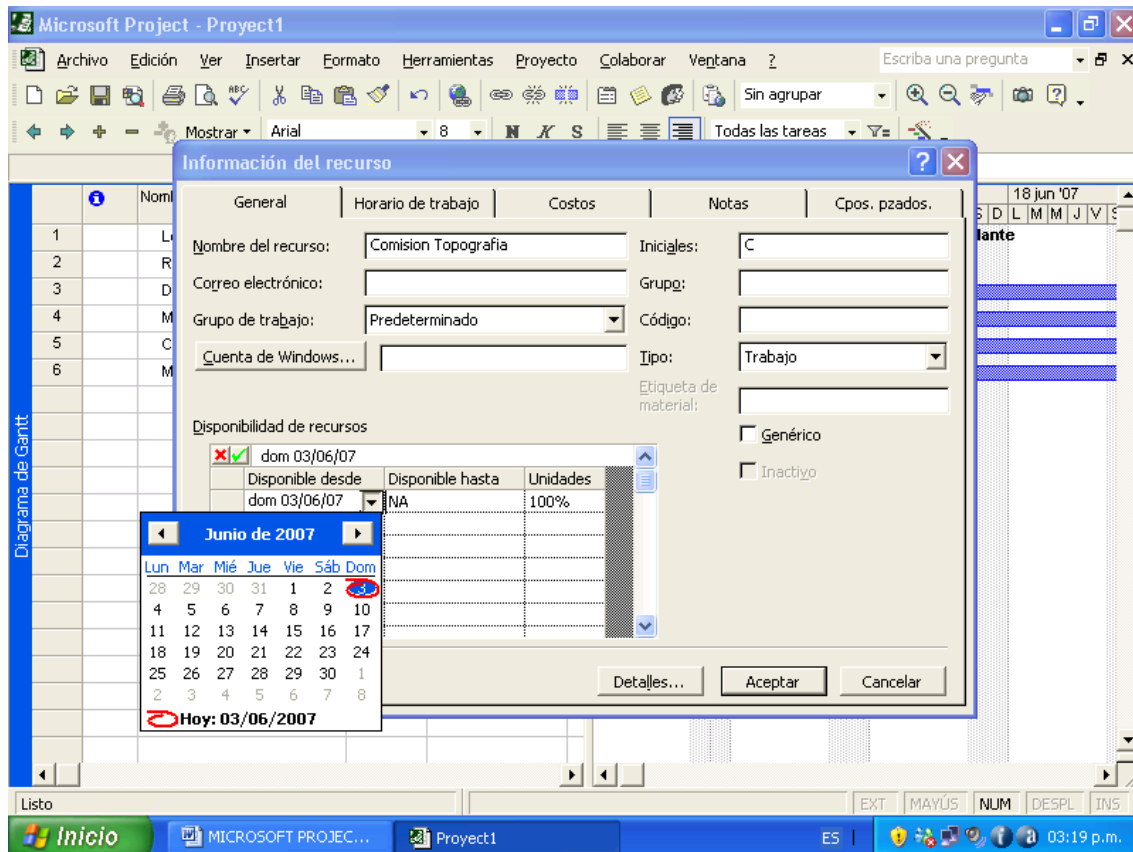 Microsoft Project - Proyect1
Archivo Edición Ver Insertar Formato Herramientas Proyecto Colaborar Ventana ? Escriba una pregunta
Sin agrupar
Mostrar Arial 8 N K S Todas las tareas
Información del recurso
General Horario de trabajo Costos Notas Cpos. pzados.
Nombre del recurso: Comision Topografia Iniciales: C
Correo electrónico: Grupo:
Grupo de trabajo: Predeterminado Código:
Cuenta de Windows... Tipo: Trabajo
Etiqueta de material:
Disponibilidad de recursos
Genérico
Inactivo
dom 03/06/07
Disponible desde Disponible hasta Unidades
dom 03/06/07 NA 100%
Junio de 2007
Lun Mar Mié Jue Vie Sáb Dom
28 29 30 31 1 2 3
4 5 6 7 8 9 10
11 12 13 14 15 16 17
18 19 20 21 22 23 24
25 26 27 28 29 30 1
2 3 4 5 6 7 8
Hoy: 03/06/2007
Detalles... Aceptar Cancelar
18 jun '07
S D L M M J V S
1
2 R
3 D
4 M
5 C
6 M
Diagrama de Gantt
Listo EXT MAYÚS NUM DESPL INS
Inicio MICROSOFT PROJEC... Proyect1 ES 03:19 p.m.